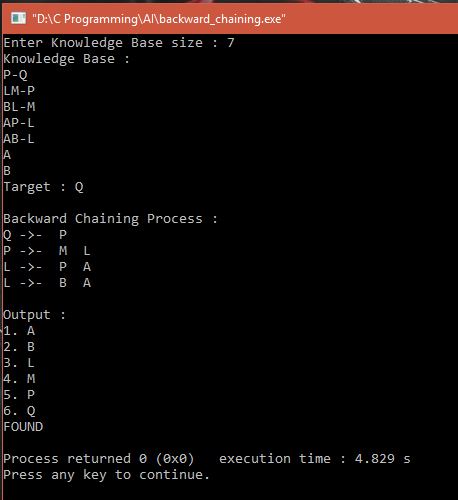 "D:\C Programming\AI\backward_chaining.exe"
Enter Knowledge Base size : 7
Knowledge Base :
P-Q
LM-P
BL-M
AP-L
AB-L
A
B
Target : Q
Backward Chaining Process :
Q ->-  P
P ->-  M  L
L ->-  P  A
L ->-  B  A
Output :
1. A
2. B
3. L
4. M
5. P
6. Q
FOUND
Process returned 0 (0x0)   execution time : 4.829 s
Press any key to continue.